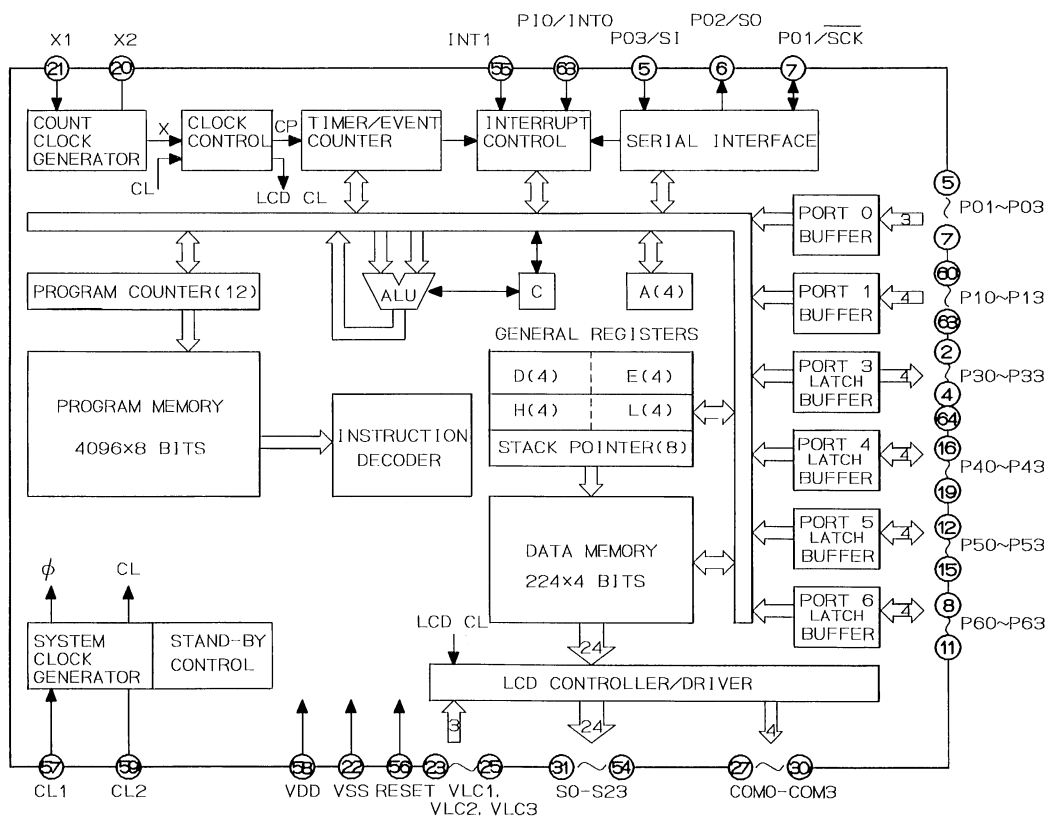 P10/INT0
P02/SO
X1
X2
INT1
P03/SI
P01/SCK
21
20
55
63
5
6
7
COUNT
CLOCK
GENERATOR
X
CLOCK
CONTROL
CP
TIMER/EVENT
COUNTER
INTERRUPT
CONTROL
SERIAL INTERFACE
CL
LCD CL
5
PORT 0
BUFFER
3
P01~P03
7
PROGRAM COUNTER(12)
ALU
C
A(4)
60
PORT 1
BUFFER
4
P10~P13
63
GENERAL REGISTERS
D(4)
E(4)
H(4)
L(4)
STACK POINTER(8)
2
PORT 3
LATCH
BUFFER
4
P30~P33
4
64
PROGRAM MEMORY
4096×8 BITS
INSTRUCTION
DECODER
16
PORT 4
LATCH
BUFFER
4
P40~P43
19
DATA MEMORY
224×4 BITS
12
PORT 5
LATCH
BUFFER
4
P50~P53
15
ϕ
CL
8
PORT 6
LATCH
BUFFER
4
P60~P63
11
SYSTEM
CLOCK
GENERATOR
STAND-BY
CONTROL
LCD CL
24
LCD CONTROLLER/DRIVER
3
24
4
57
59
58
22
56
23
25
31
54
27
30
CL1
CL2
VDD
VSS
RESET
VLC1,
VLC2, VLC3
S0-S23
COM0-COM3